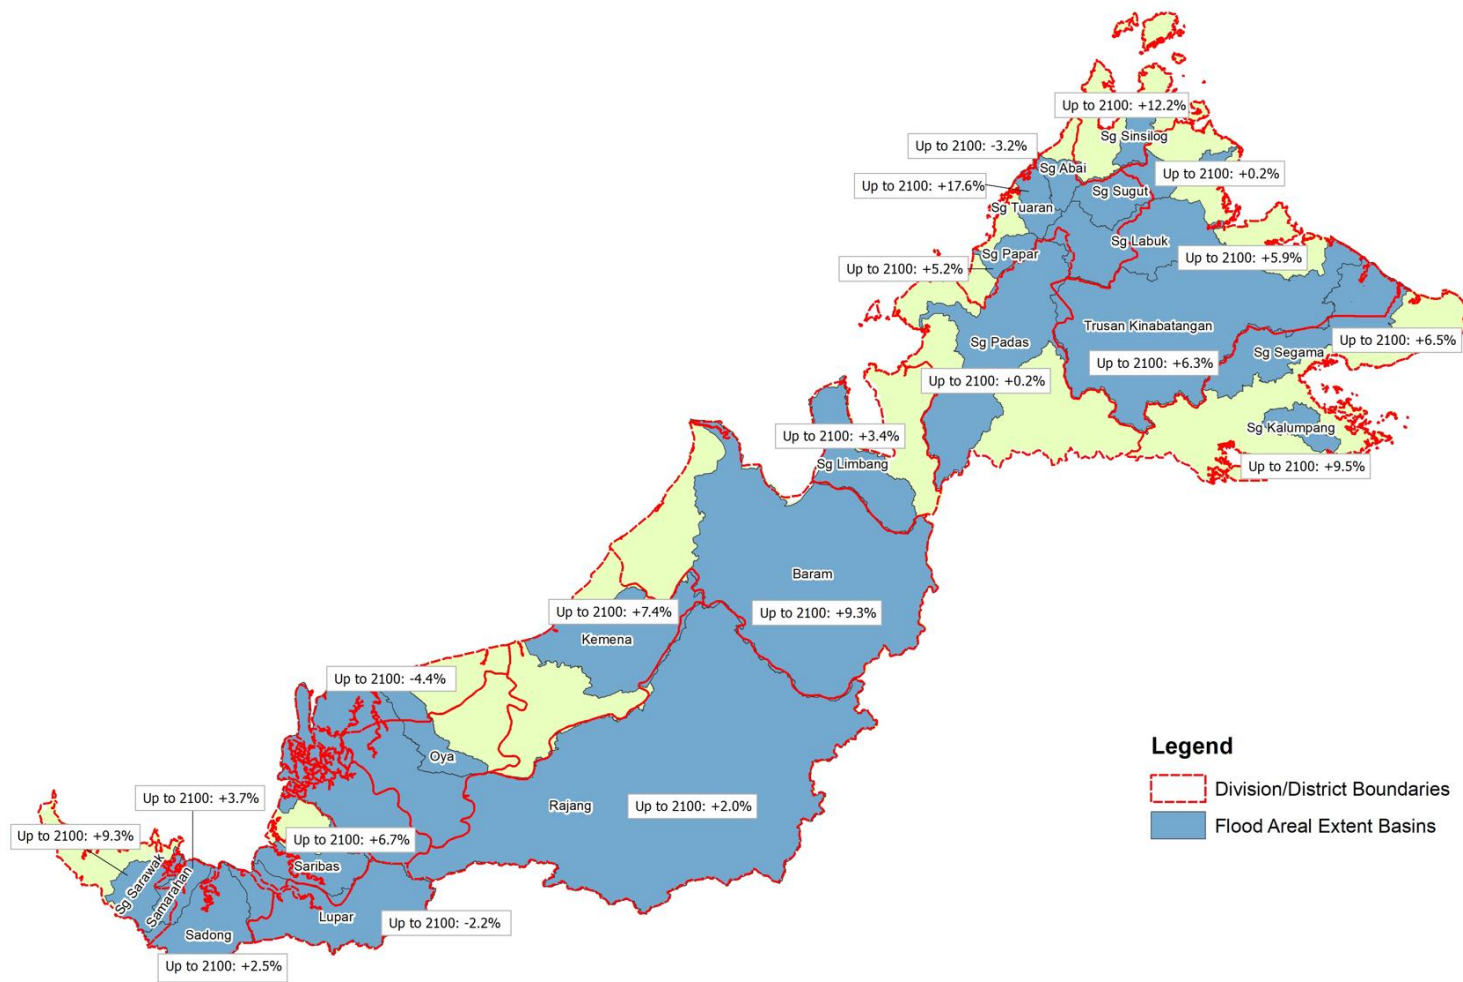 Up to 2100: +12.2%
Sg Sinsilog
Up to 2100: -3.2%
Sg Abai
Up to 2100: +0.2%
Up to 2100: +17.6%
Sg Sugut
Sg Tuaran
Sg Labuk
Sg Papar
Up to 2100: +5.9%
Up to 2100: +5.2%
Trusan Kinabatangan
Up to 2100: +6.5%
Sg Padas
Sg Segama
Up to 2100: +6.3%
Up to 2100: +0.2%
Sg Kalumpang
Up to 2100: +3.4%
Sg Limbang
Up to 2100: +9.5%
Baram
Up to 2100: +7.4%
Up to 2100: +9.3%
Kemena
Up to 2100: -4.4%
Oya
Legend
Division/District Boundaries
Flood Areal Extent Basins
Up to 2100: +3.7%
Rajang
Up to 2100: +2.0%
Up to 2100: +9.3%
Up to 2100: +6.7%
Saribas
Sg Sarawak
Samarahan
Lupar
Up to 2100: -2.2%
Sadong
Up to 2100: +2.5%